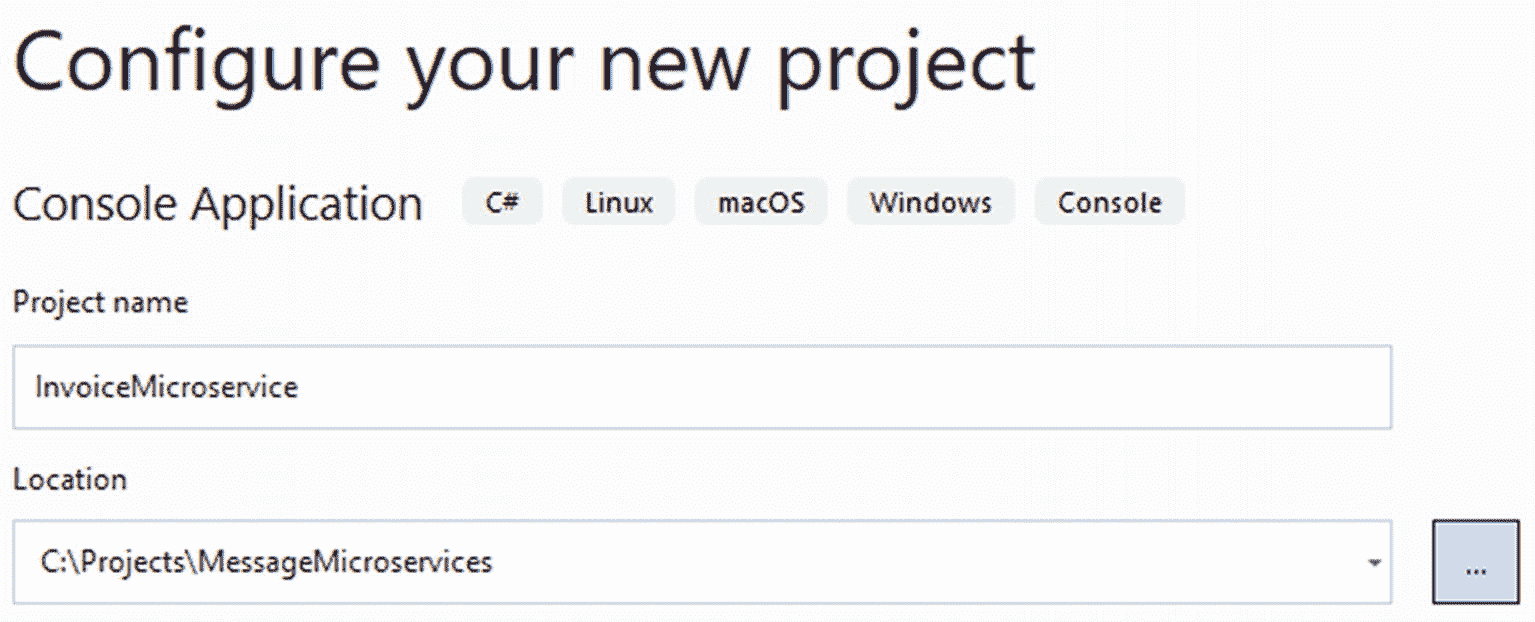 Configure your new project
Console Application C# Linux macOS Windows Console
Project name
InvoiceMicroservice
Location
C:\Projects\MessageMicroservices
...